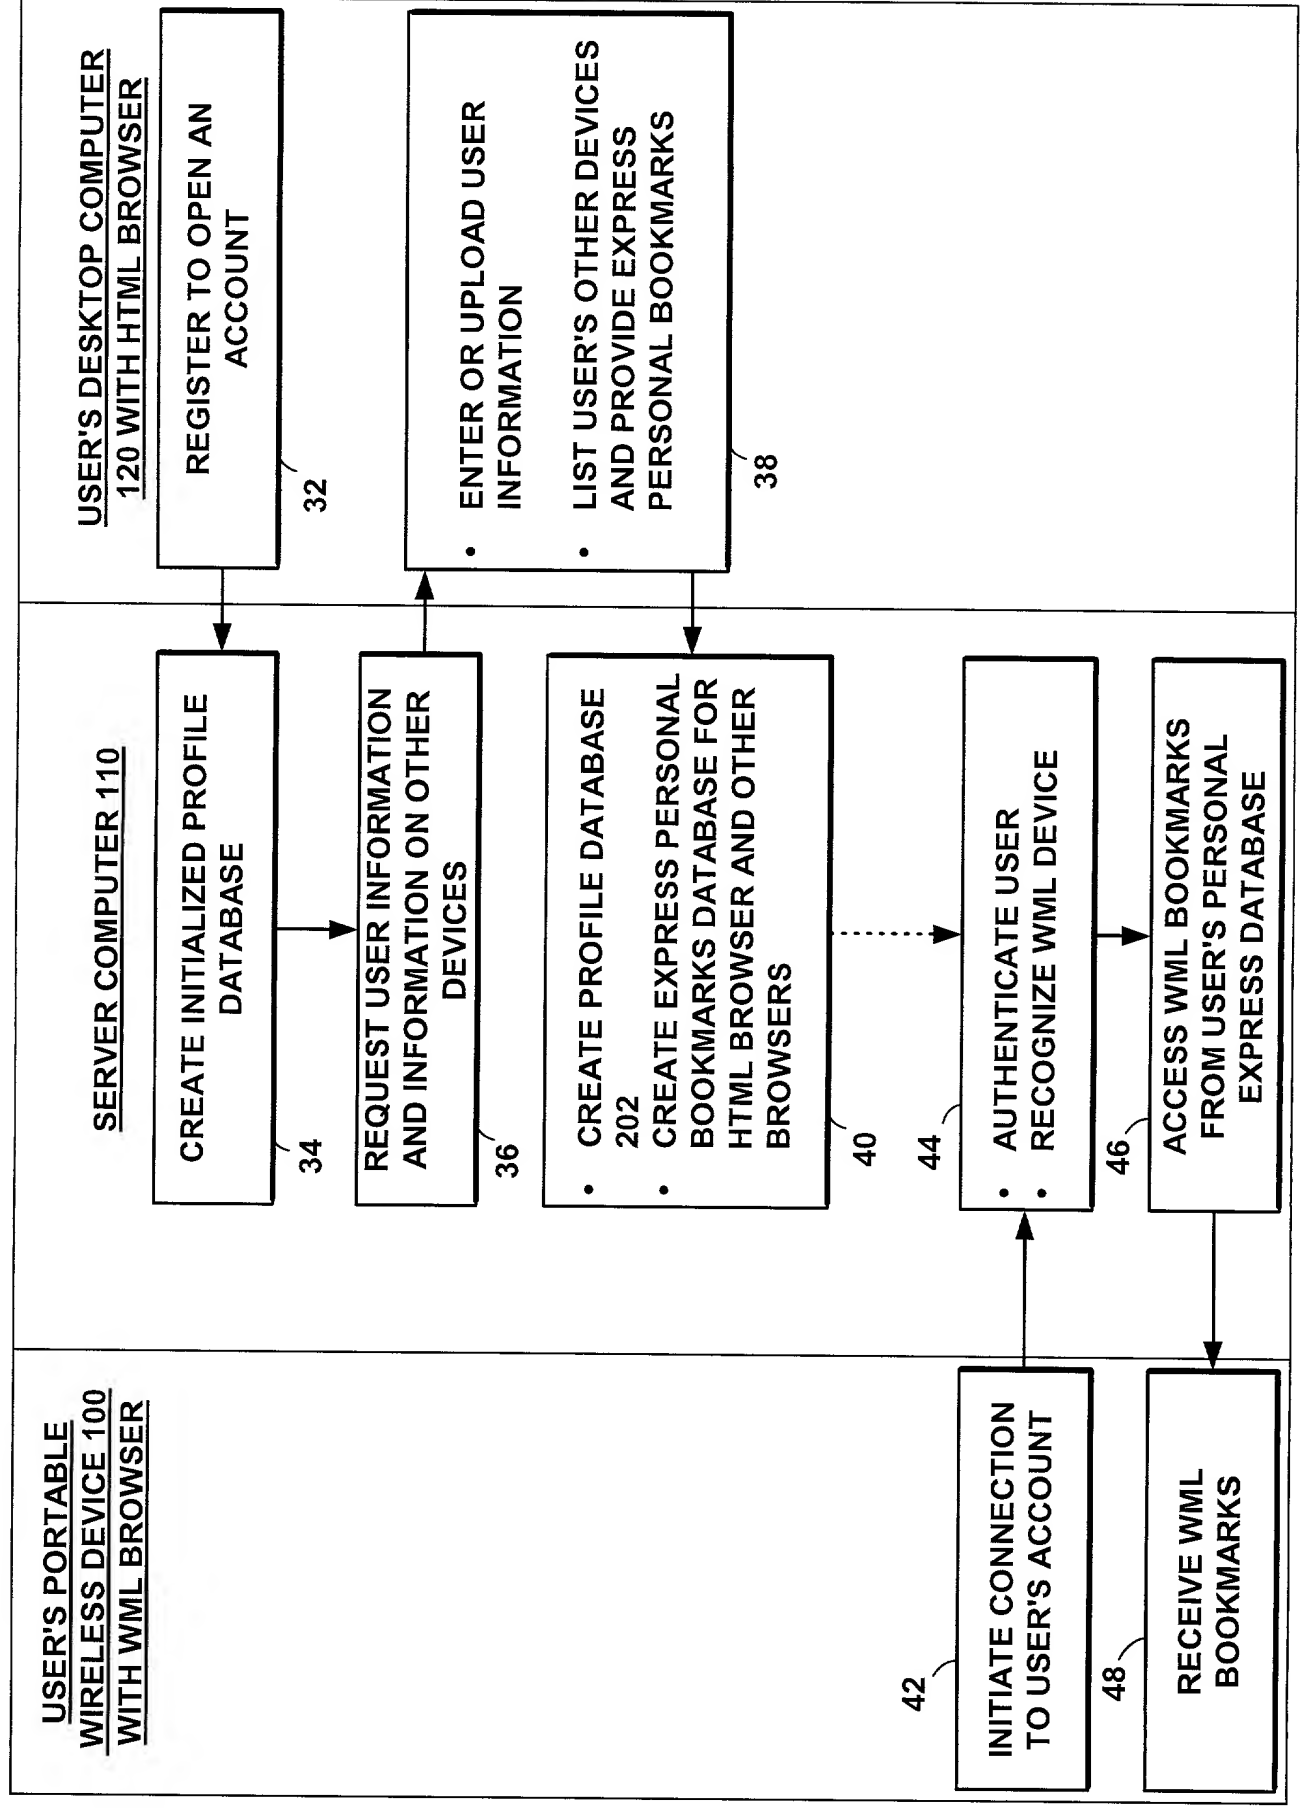 USER'S PORTABLE
WIRELESS DEVICE 100
WITH WML BROWSER
SERVER COMPUTER 110
USER'S DESKTOP COMPUTER
120 WITH HTML BROWSER
REGISTER TO OPEN AN
ACCOUNT
32
CREATE INITIALIZED PROFILE
DATABASE
34
REQUEST USER INFORMATION
AND INFORMATION ON OTHER
DEVICES
36
• ENTER OR UPLOAD USER
INFORMATION
• LIST USER'S OTHER DEVICES
AND PROVIDE EXPRESS
PERSONAL BOOKMARKS
38
• CREATE PROFILE DATABASE
202
• CREATE EXPRESS PERSONAL
BOOKMARKS DATABASE FOR
HTML BROWSER AND OTHER
BROWSERS
40
42
INITIATE CONNECTION
TO USER'S ACCOUNT
44
• AUTHENTICATE USER
• RECOGNIZE WML DEVICE
46
ACCESS WML BOOKMARKS
FROM USER'S PERSONAL
EXPRESS DATABASE
48
RECEIVE WML
BOOKMARKS